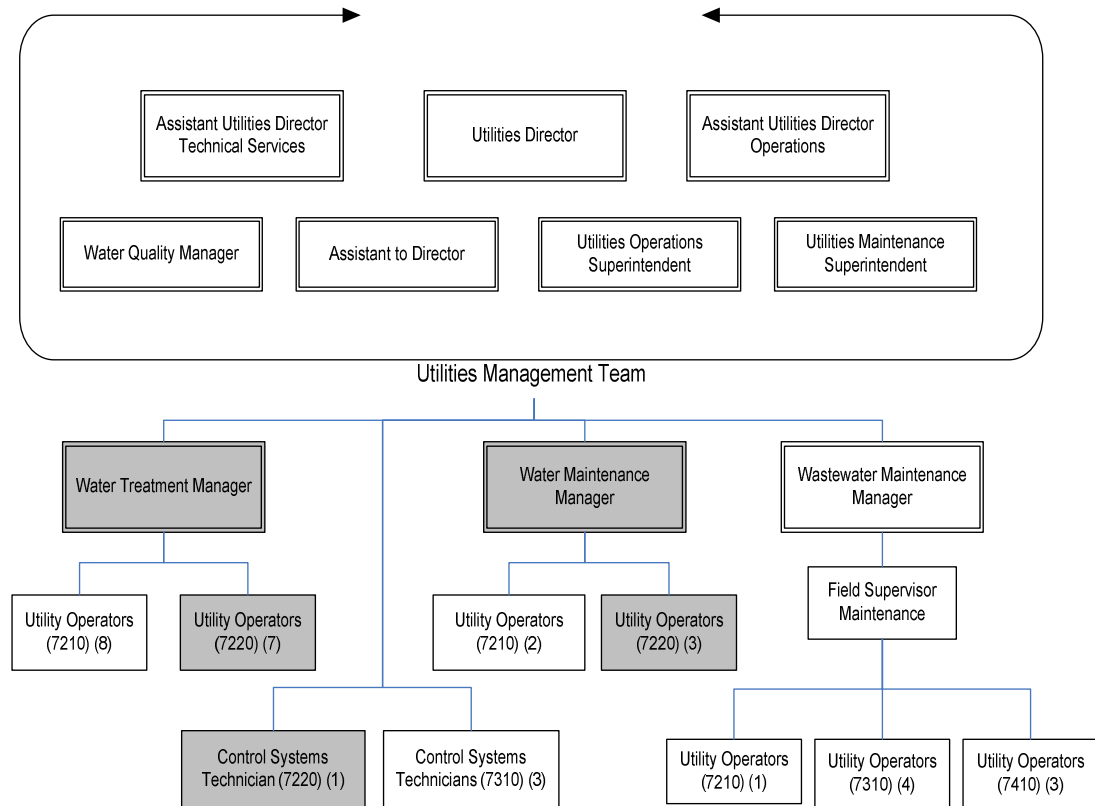 Assistant Utilities Director
Technical Services
Utilities Director
Assistant Utilities Director
Operations
Water Quality Manager
Assistant to Director
Utilities Operations
Superintendent
Utilities Maintenance
Superintendent
Utilities Management Team
Water Treatment Manager
Water Maintenance
Manager
Wastewater Maintenance
Manager
Utility Operators
(7210) (8)
Utility Operators
(7220) (7)
Utility Operators
(7210) (2)
Utility Operators
(7220) (3)
Field Supervisor
Maintenance
Control Systems
Technician (7220) (1)
Control Systems
Technicians (7310) (3)
Utility Operators
(7210) (1)
Utility Operators
(7310) (4)
Utility Operators
(7410) (3)